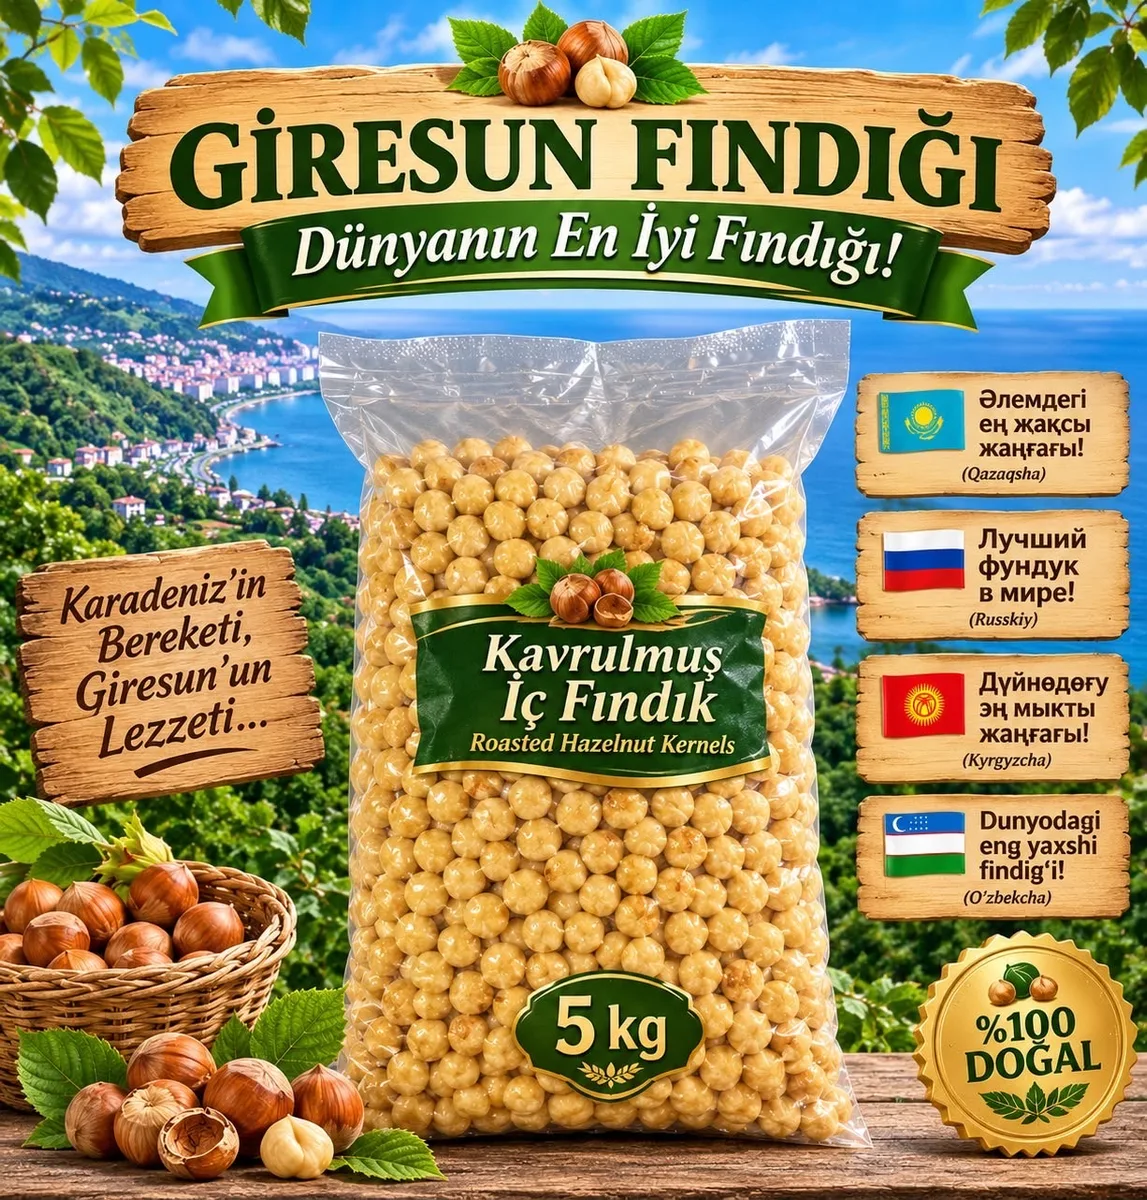 GİRESUN FINDIĞI
Dünyanın En İyi Fındığı!
Karadeniz'in
Bereketi,
Giresun'un
Lezzeti...
Kavrulmuş
İç Fındık
Roasted Hazelnut Kernels
5 kg
Әлемдегі
ең жақсы
жаңғағы!
(Qazaqsha)
Лучший
фундук
в мире!
(Russkiy)
Дүйнөдөгү
эң мыкты
жаңғағы!
(Kyrgyzcha)
Dunyodagi
eng yaxshi
findig‘i!
(O‘zbekcha)
%100
DOĞAL